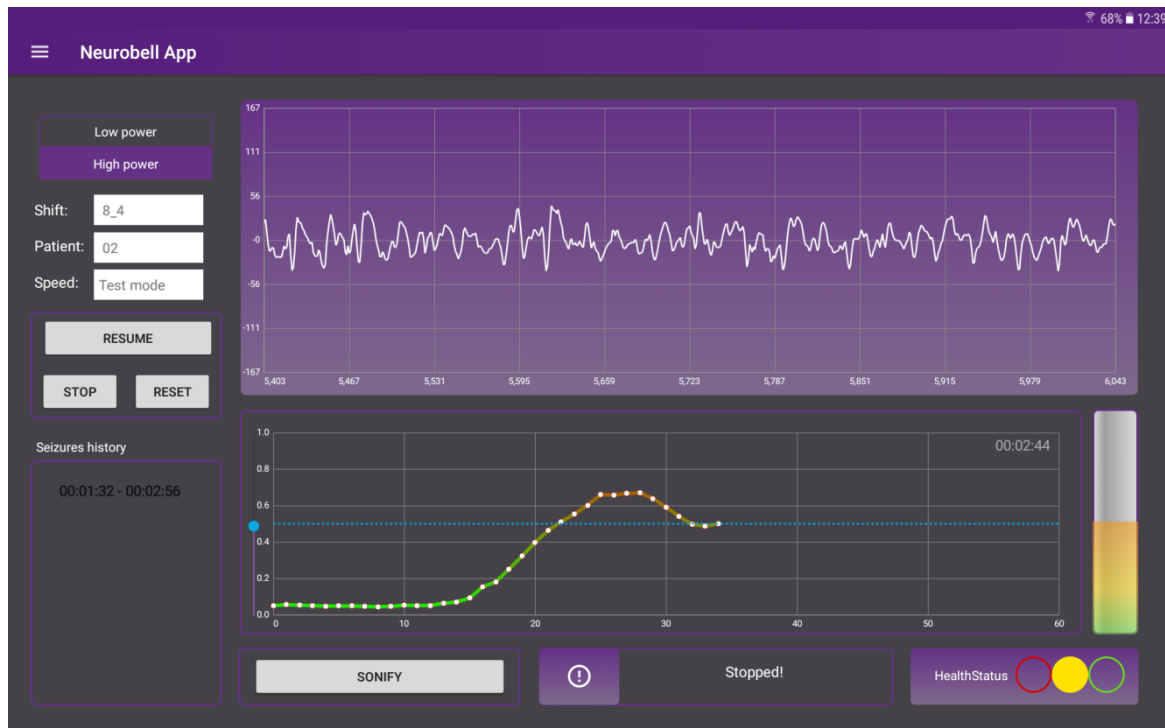 68% 12:39
Neurobell App
Low power
High power
Shift: 8_4
Patient: 02
Speed: Test mode
RESUME
STOP RESET
Seizures history
00:01:32 - 00:02:56
167
111
56
-0
-56
-111
-167
5,403 5,467 5,531 5,595 5,659 5,723 5,787 5,851 5,915 5,979 6,043
1.0
00:02:44
0.8
0.6
0.4
0.2
0.0
0 10 20 30 40 50 60
SONIFY
Stopped!
HealthStatus